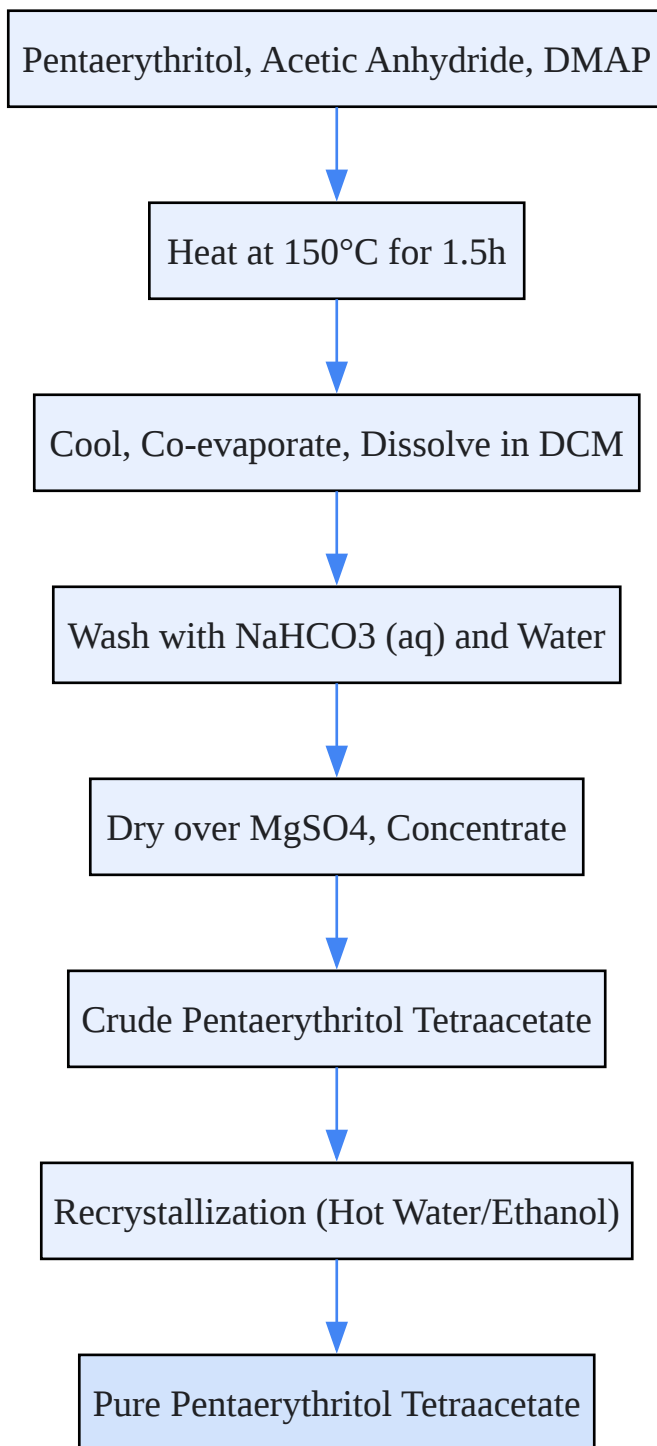 Pentaerythritol, Acetic Anhydride, DMAP
Heat at 150°C for 1.5h
Cool, Co-evaporate, Dissolve in DCM
Wash with NaHCO3 (aq) and Water
Dry over MgSO4, Concentrate
Crude Pentaerythritol Tetraacetate
Recrystallization (Hot Water/Ethanol)
Pure Pentaerythritol Tetraacetate